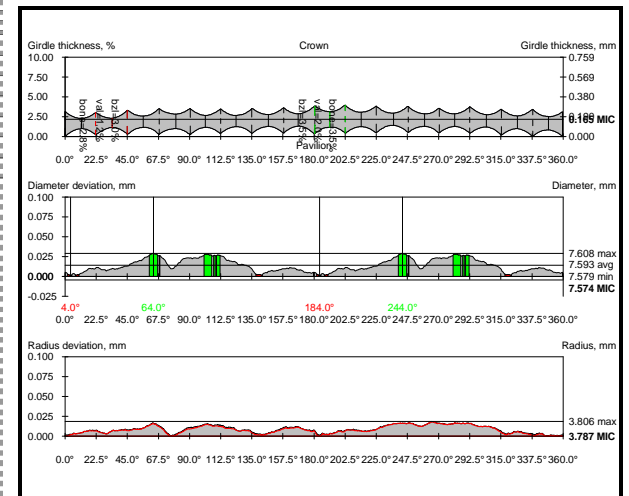 Girdle thickness, % Crown Girdle thickness, mm
10.00 0.759
7.50 0.569
5.00 0.380
2.50 0.165 MIC
0.00 0.000
bzl=3.0%
bzl=3.5%
Pavilion
0.0° 22.5° 45.0° 67.5° 90.0° 112.5° 135.0° 157.5° 180.0° 202.5° 225.0° 247.5° 270.0° 292.5° 315.0° 337.5° 360.0°
Diameter deviation, mm Diameter, mm
0.100
0.075
0.050
0.025 7.608 max
7.593 avg
0.000 7.579 min
7.574 MIC
-0.025
4.0° 64.0° 184.0° 244.0°
0.0° 22.5° 45.0° 67.5° 90.0° 112.5° 135.0° 157.5° 180.0° 202.5° 225.0° 247.5° 270.0° 292.5° 315.0° 337.5° 360.0°
Radius deviation, mm Radius, mm
0.100
0.075
0.050
0.025 3.806 max
0.000 3.787 MIC
0.0° 22.5° 45.0° 67.5° 90.0° 112.5° 135.0° 157.5° 180.0° 202.5° 225.0° 247.5° 270.0° 292.5° 315.0° 337.5° 360.0°